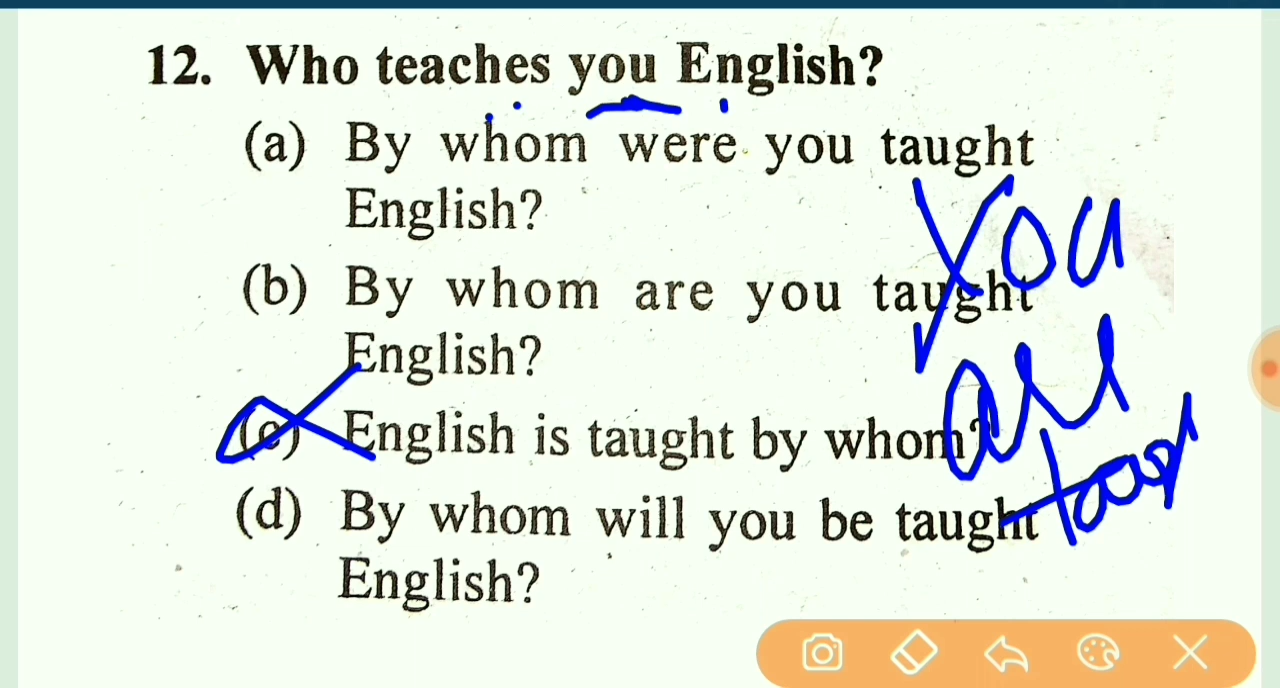 12. Who teaches you English?
(a) By whom were you taught
English?
(b) By whom are you taught
English?
(c) English is taught by whom?
(d) By whom will you be taught
English?
You
are